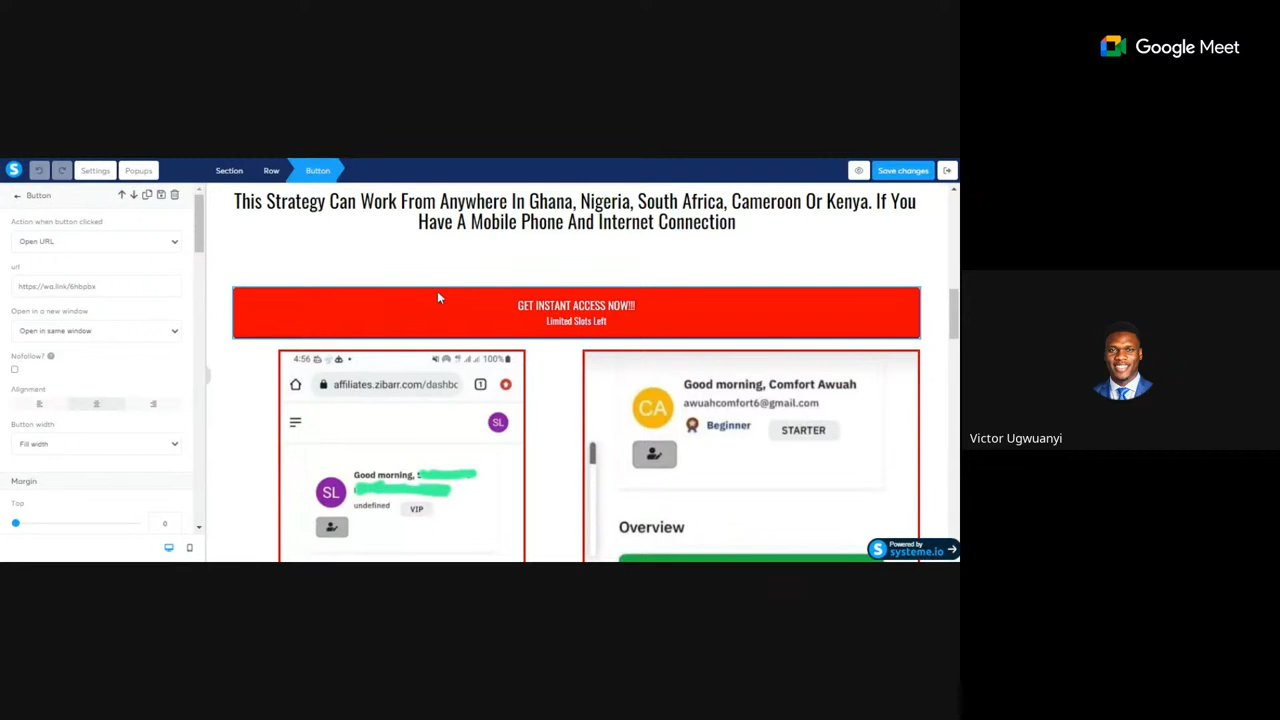 Google Meet
Settings
Popups
Section
Row
Button
Save changes
Button
Action when button clicked
Open URL
url
https://wa.link/6hbpbx
Open in a new window
Open in same window
Nofollow?
Alignment
Button width
Fill width
Margin
Top
0
This Strategy Can Work From Anywhere In Ghana, Nigeria, South Africa, Cameroon Or Kenya. If You
Have A Mobile Phone And Internet Connection
GET INSTANT ACCESS NOW!!!
Limited Slots Left
4:56
100%
affiliates.zibarr.com/dashbc
1
SL
Good morning,
SL
undefined
VIP
Good morning, Comfort Awuah
CA
awuahcomfort6@gmail.com
Beginner
STARTER
Overview
Powered by
systeme.io
Victor Ugwuanyi